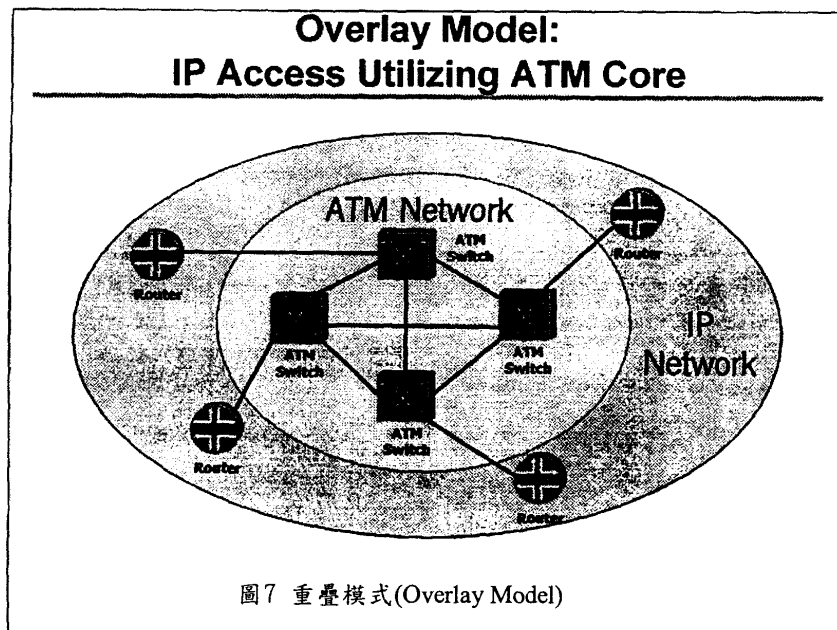 Overlay Model:
IP Access Utilizing ATM Core
ATM Network
ATM
Switch
Router
Router
ATM
Switch
ATM
Switch
IP
Network
ATM
Switch
Router
Router
圖7 重疊模式(Overlay Model)